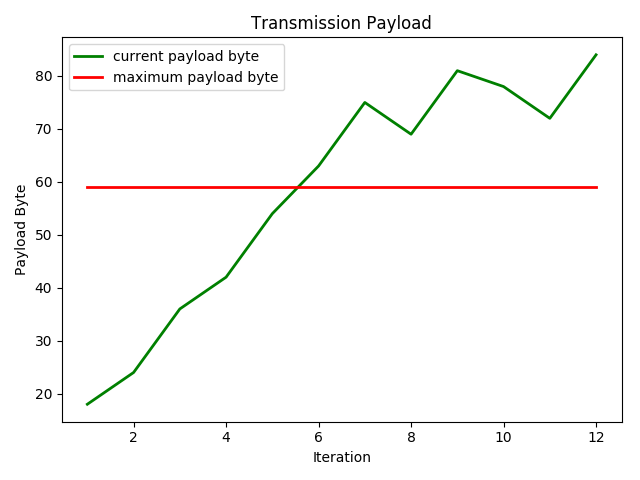 Transmission Payload
current payload byte
maximum payload byte
80
70
60
50
40
30
20
Payload Byte
2 4 6 8 10 12
Iteration